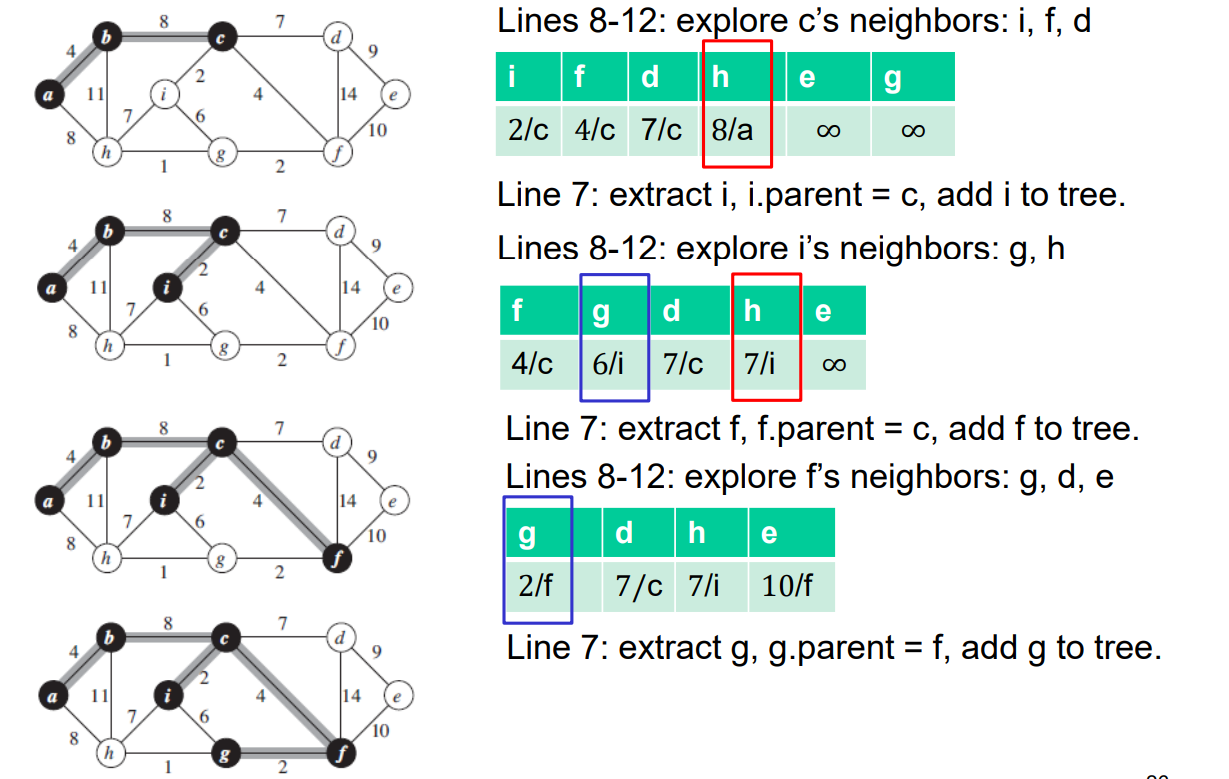 8 7
4 b c d 9
2
a 11 i 4 14 e
7 6
8 h g f 10
1 2
8 7
4 b c d 9
2
a 11 i 4 14 e
7 6
8 h g f 10
1 2
8 7
4 b c d 9
2
a 11 i 4 14 e
7 6
8 h g f 10
1 2
8 7
4 b c d 9
2
a 11 i 4 14 e
7 6
8 h g f 10
1 2
Lines 8-12: explore c’s neighbors: i, f, d
i f d h e g
2/c 4/c 7/c 8/a ∞ ∞
Line 7: extract i, i.parent = c, add i to tree.
Lines 8-12: explore i’s neighbors: g, h
f g d h e
4/c 6/i 7/c 7/i ∞
Line 7: extract f, f.parent = c, add f to tree.
Lines 8-12: explore f’s neighbors: g, d, e
g d h e
2/f 7/c 7/i 10/f
Line 7: extract g, g.parent = f, add g to tree.